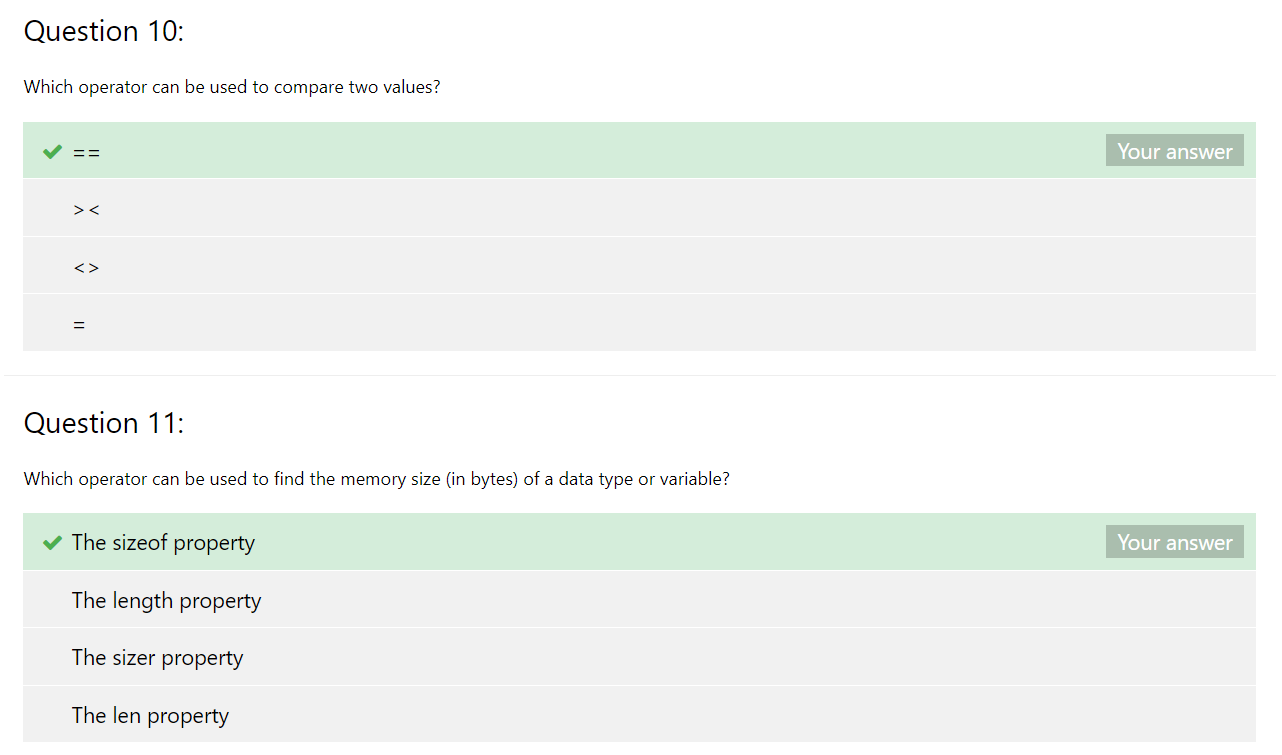 Question 10:
Which operator can be used to compare two values?
== Your answer
><
<>
=
Question 11:
Which operator can be used to find the memory size (in bytes) of a data type or variable?
The sizeof property Your answer
The length property
The sizer property
The len property